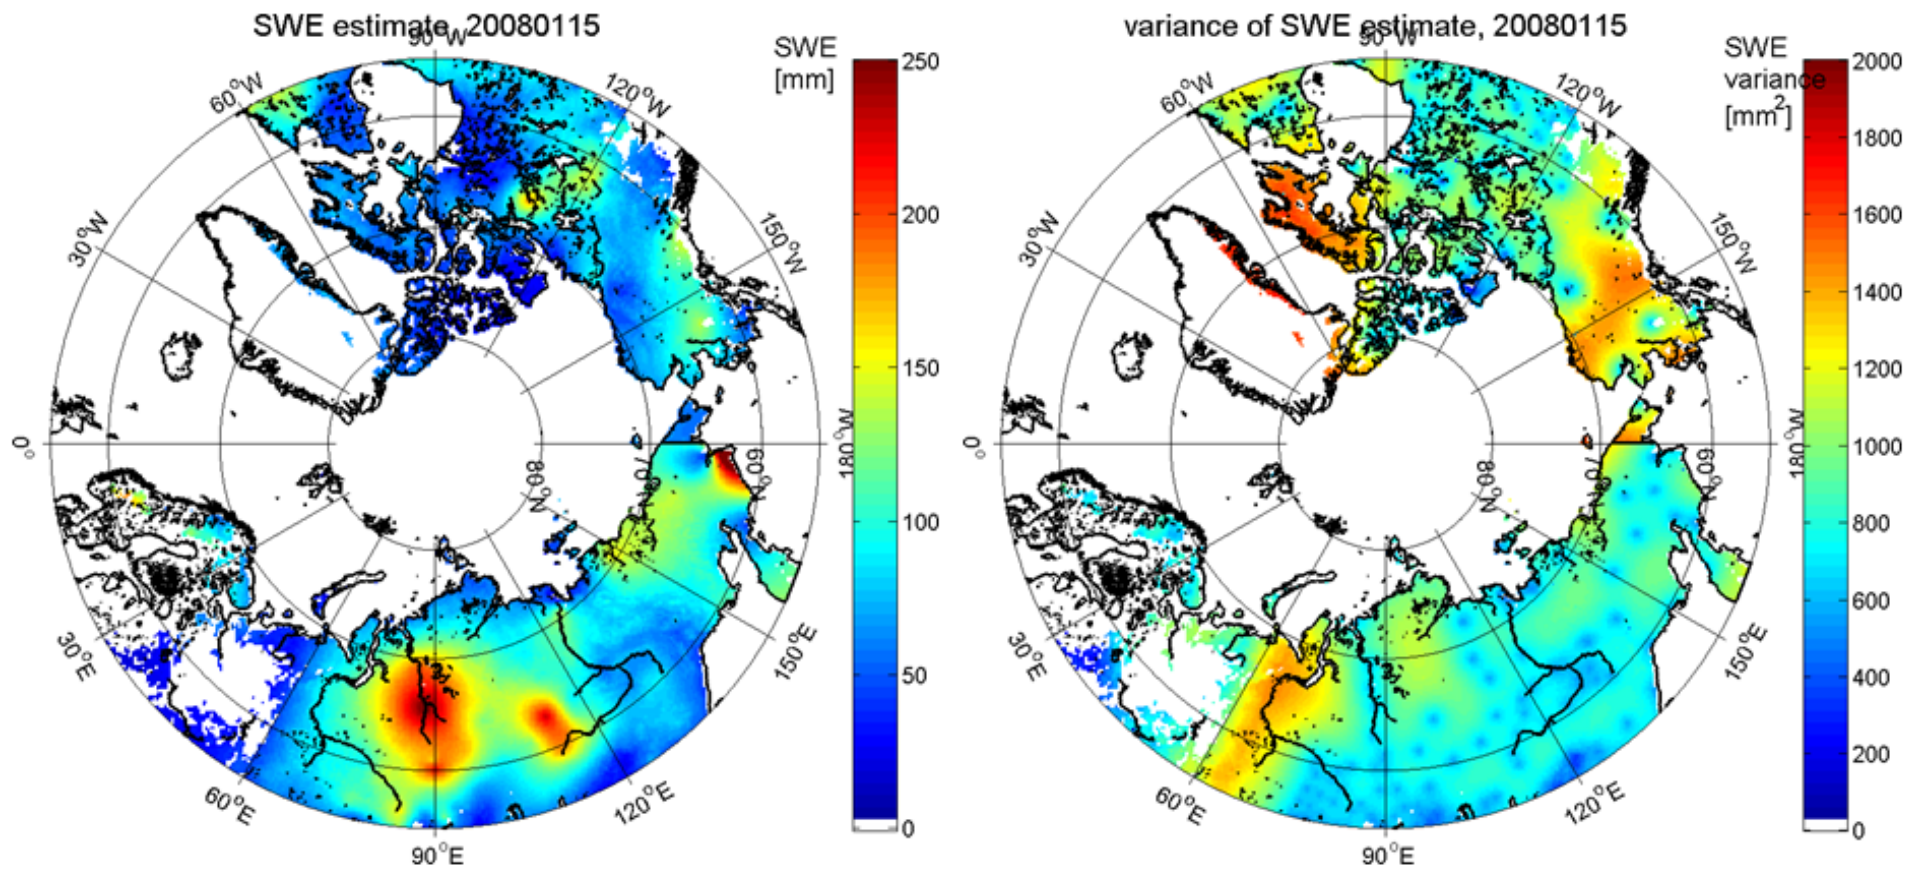 SWE estimate, 20080115
90°W
SWE
[mm]
250
200
150
100
50
0
60°W
120°W
30°W
150°W
0°
180°W
60°N
70°N
80°N
30°E
150°E
60°E
120°E
90°E
variance of SWE estimate, 20080115
90°W
SWE
variance
[mm²]
2000
1800
1600
1400
1200
1000
800
600
400
200
0
60°W
120°W
30°W
150°W
0°
180°W
60°N
70°N
80°N
30°E
150°E
60°E
120°E
90°E